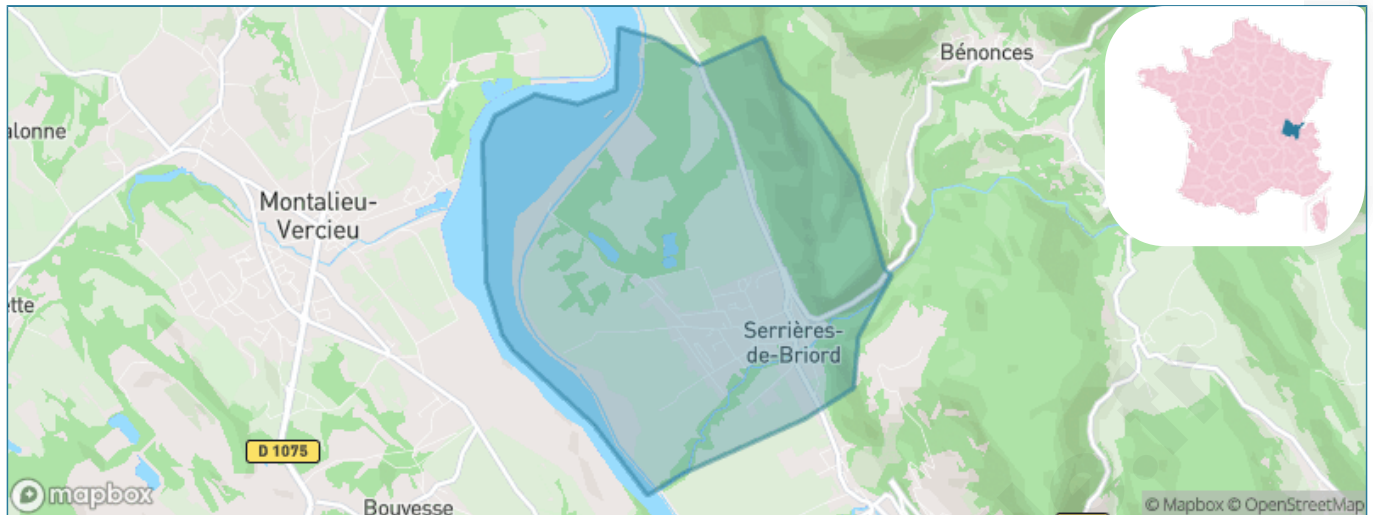 Bénonces
alonne
Montalieu-
Vercieu
ette
Serrières-
de-Briord
D 1075
Bouvesse
mapbox
© Mapbox © OpenStreetMap